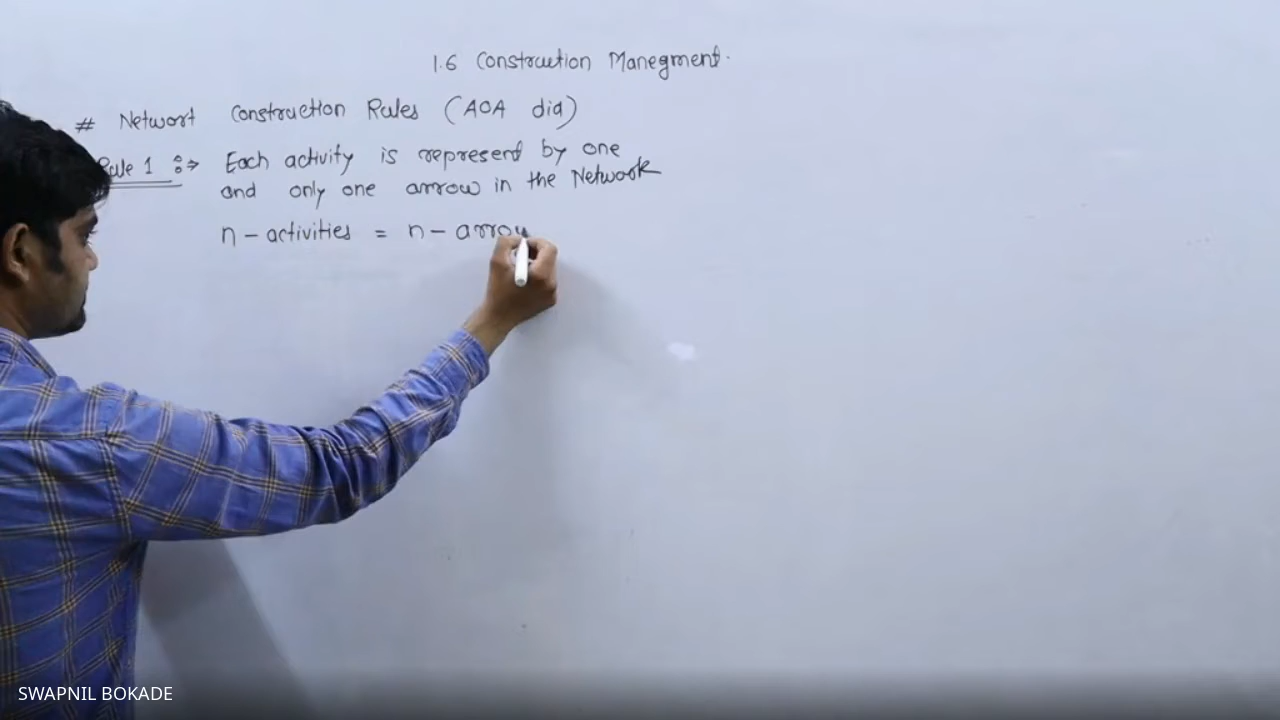 1.6 Construction Manegment.
# Networt Construction Rules (AOA dia)
Rule 1 :⇒ Each activity is represent by one
and only one arrow in the Network
n - activities = n - arrow
SWAPNIL BOKADE